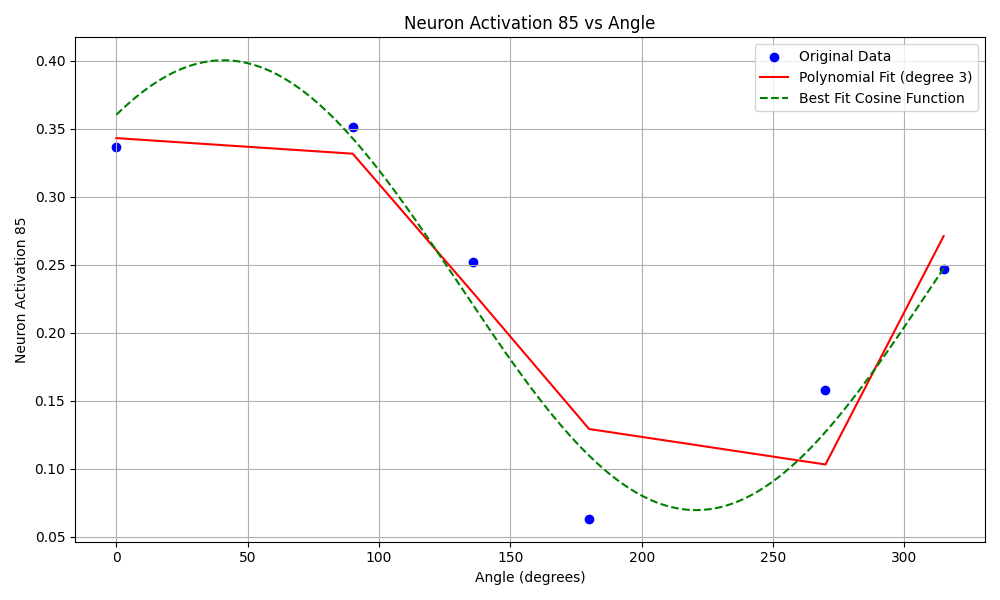 Neuron Activation 85 vs Angle
Original Data
Polynomial Fit (degree 3)
Best Fit Cosine Function
Neuron Activation 85
0.40
0.35
0.30
0.25
0.20
0.15
0.10
0.05
0 50 100 150 200 250 300
Angle (degrees)